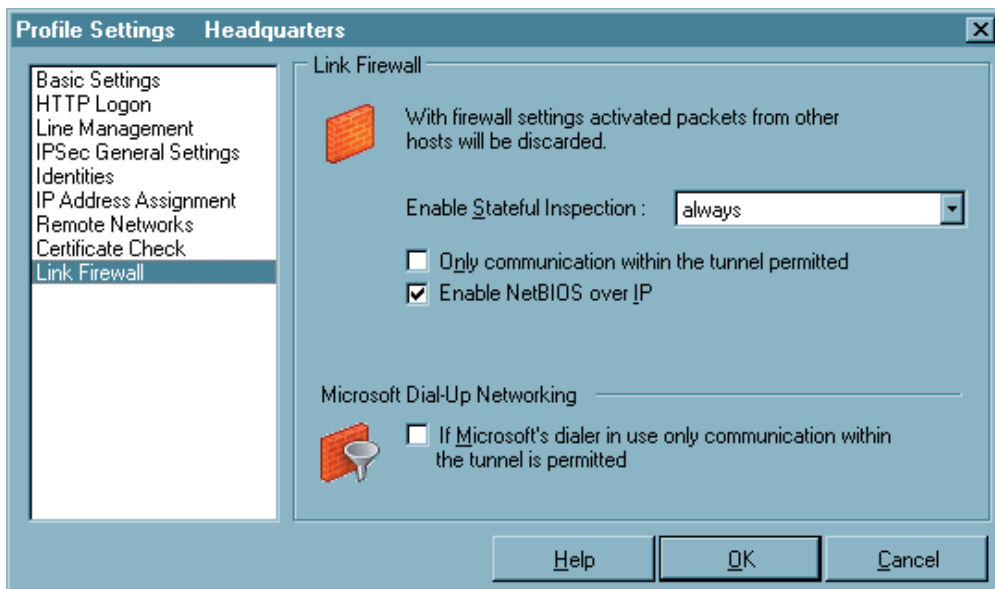 Profile Settings Headquarters
Basic Settings
HTTP Logon
Line Management
IPSec General Settings
Identities
IP Address Assignment
Remote Networks
Certificate Check
Link Firewall
Link Firewall
With firewall settings activated packets from other
hosts will be discarded.
Enable Stateful Inspection : always
Only communication within the tunnel permitted
Enable NetBIOS over IP
Microsoft Dial-Up Networking
If Microsoft's dialer in use only communication within
the tunnel is permitted
Help OK Cancel